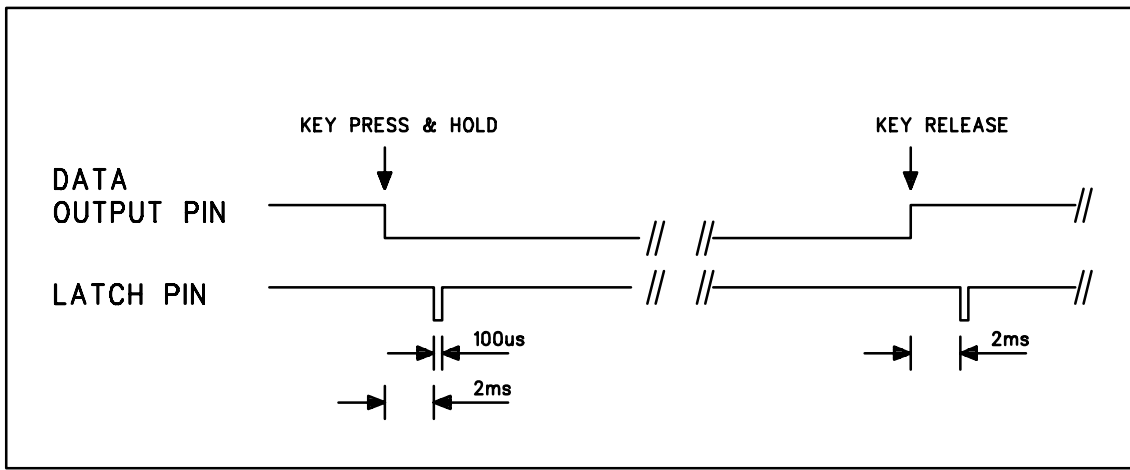 KEY PRESS & HOLD
KEY RELEASE
DATA
OUTPUT PIN
LATCH PIN
100us
2ms
2ms